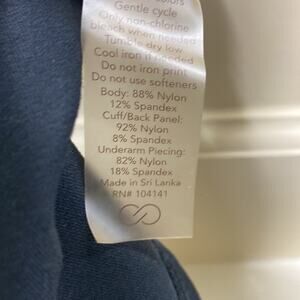 colors
Gentle cycle
Only non-chlorine
bleach when needed
Tumble dry low
Cool iron if needed
Do not iron print
Do not use softeners
Body: 88% Nylon
12% Spandex
Cuff/Back Panel:
92% Nylon
8% Spandex
Underarm Piecing:
82% Nylon
18% Spandex
Made in Sri Lanka
RN# 104141